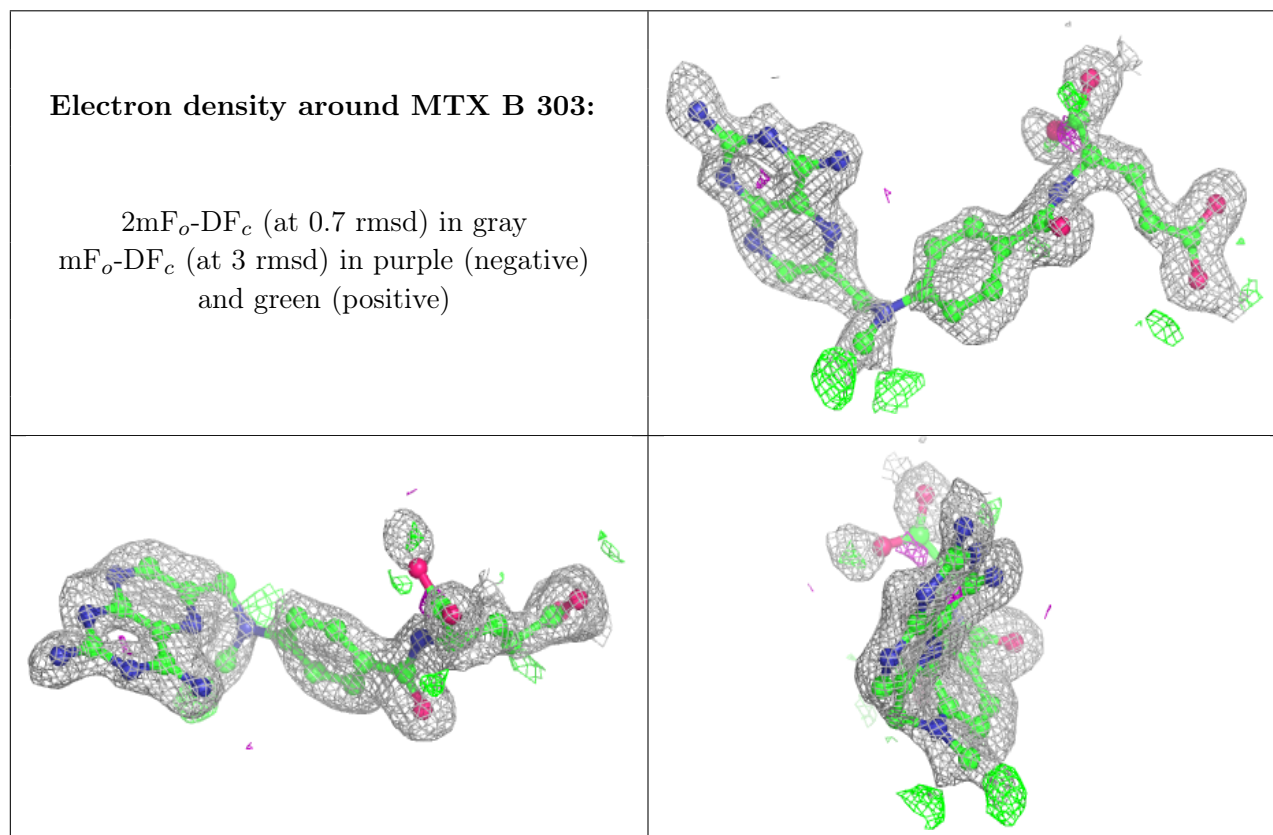 Electron density around MTX B 303:
2mFo-DFc (at 0.7 rmsd) in gray
mFo-DFc (at 3 rmsd) in purple (negative)
and green (positive)